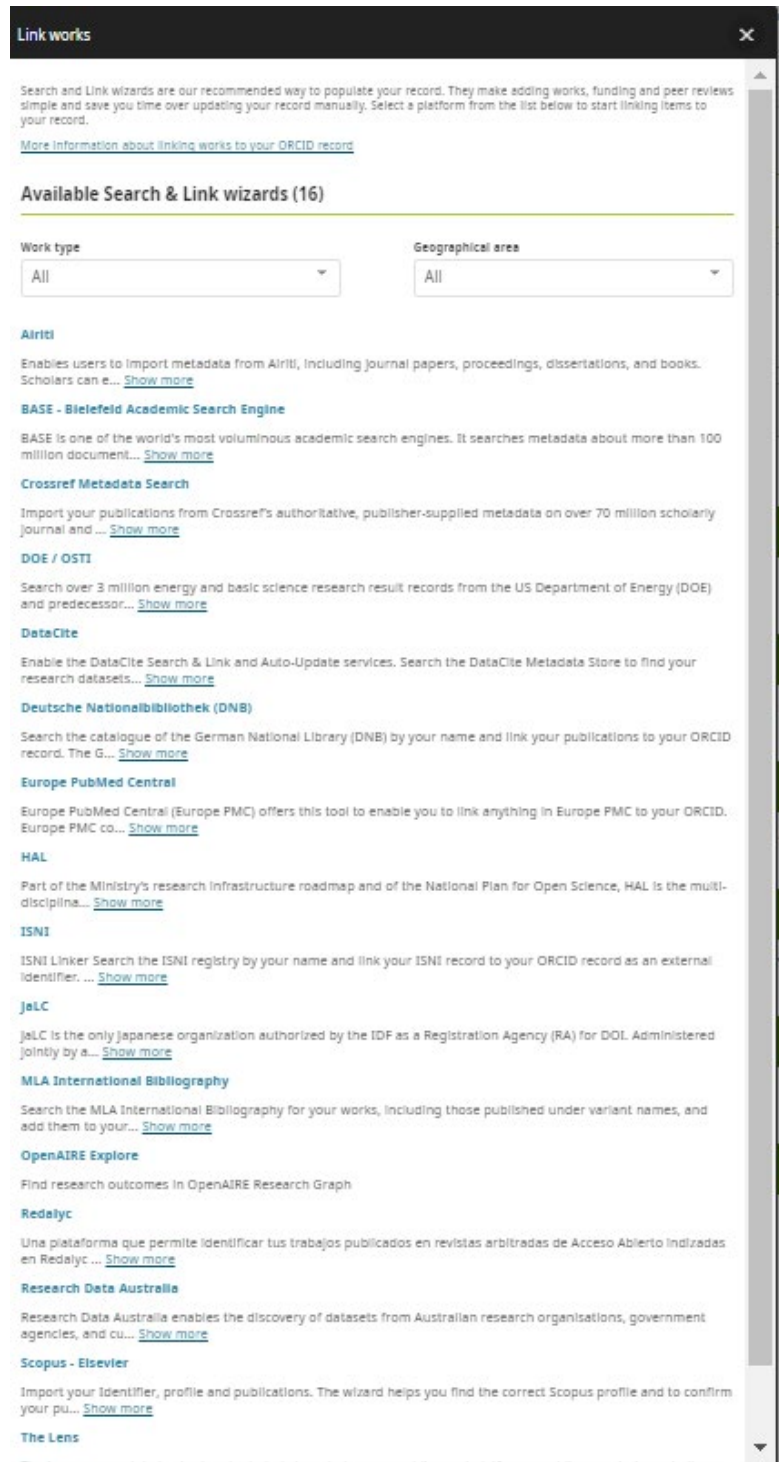 Link works
Search and Link wizards are our recommended way to populate your record. They make adding works, funding and peer reviews
simple and save you time over updating your record manually. Select a platform from the list below to start linking items to
your record.
More information about linking works to your ORCID record
Available Search & Link wizards (16)
Work type
Geographical area
All
All
Airiti
Enables users to import metadata from Airiti, including journal papers, proceedings, dissertations, and books.
Scholars can e... Show more
BASE - Bielefeld Academic Search Engine
BASE is one of the world's most voluminous academic search engines. It searches metadata about more than 100
million document... Show more
Crossref Metadata Search
Import your publications from Crossref's authoritative, publisher-supplied metadata on over 70 million scholarly
journal and ... Show more
DOE / OSTI
Search over 3 million energy and basic science research result records from the US Department of Energy (DOE)
and predecessor... Show more
DataCite
Enable the DataCite Search & Link and Auto-Update services. Search the DataCite Metadata Store to find your
research datasets... Show more
Deutsche Nationalbibliothek (DNB)
Search the catalogue of the German National Library (DNB) by your name and link your publications to your ORCID
record. The G... Show more
Europe PubMed Central
Europe PubMed Central (Europe PMC) offers this tool to enable you to link anything in Europe PMC to your ORCID.
Europe PMC co... Show more
HAL
Part of the Ministry's research infrastructure roadmap and of the National Plan for Open Science, HAL is the multi-
disciplina... Show more
ISNI
ISNI Linker Search the ISNI registry by your name and link your ISNI record to your ORCID record as an external
identifier. ... Show more
JaLC
JaLC is the only Japanese organization authorized by the IDF as a Registration Agency (RA) for DOI. Administered
jointly by a... Show more
MLA International Bibliography
Search the MLA International Bibliography for your works, including those published under variant names, and
add them to your... Show more
OpenAIRE Explore
Find research outcomes in OpenAIRE Research Graph
Redalyc
Una plataforma que permite identificar tus trabajos publicados en revistas arbitradas de Acceso Abierto indizadas
en Redalyc ... Show more
Research Data Australia
Research Data Australia enables the discovery of datasets from Australian research organisations, government
agencies, and cu... Show more
Scopus - Elsevier
Import your Identifier, profile and publications. The wizard helps you find the correct Scopus profile and to confirm
your pu... Show more
The Lens